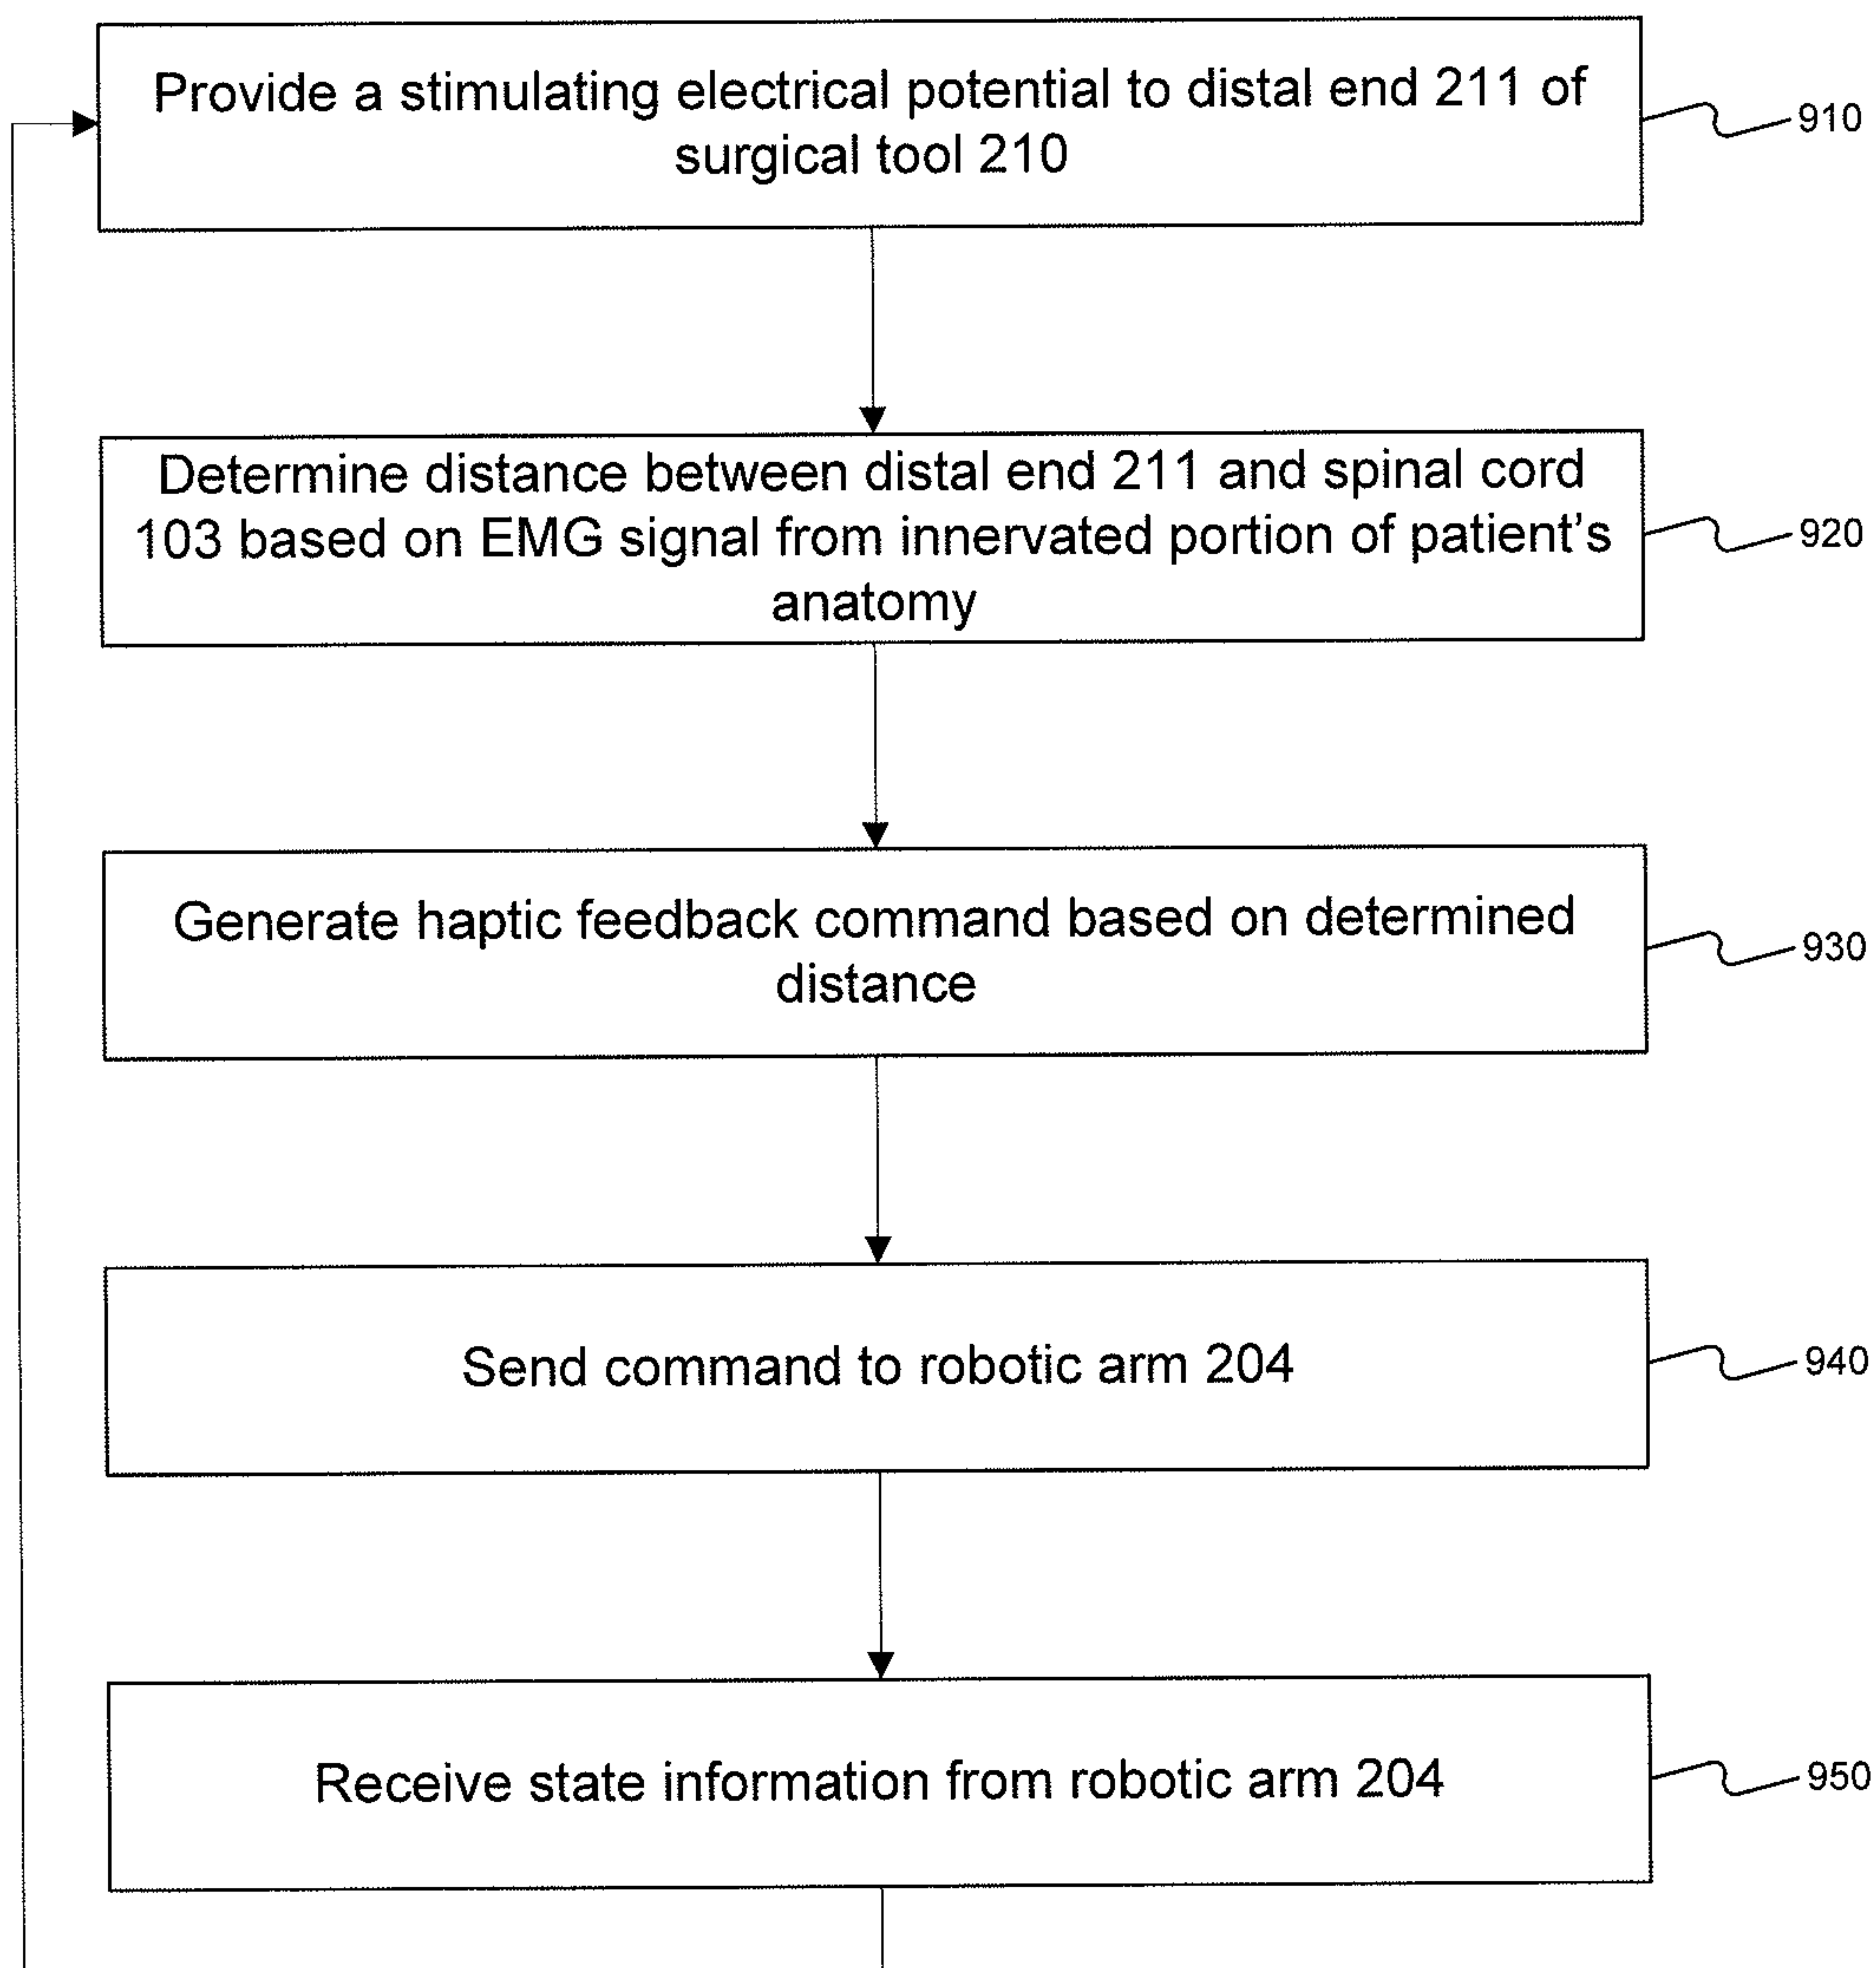 Provide a stimulating electrical potential to distal end 211 of
surgical tool 210
910
Determine distance between distal end 211 and spinal cord
103 based on EMG signal from innervated portion of patient's
anatomy
920
Generate haptic feedback command based on determined
distance
930
Send command to robotic arm 204
940
Receive state information from robotic arm 204
950